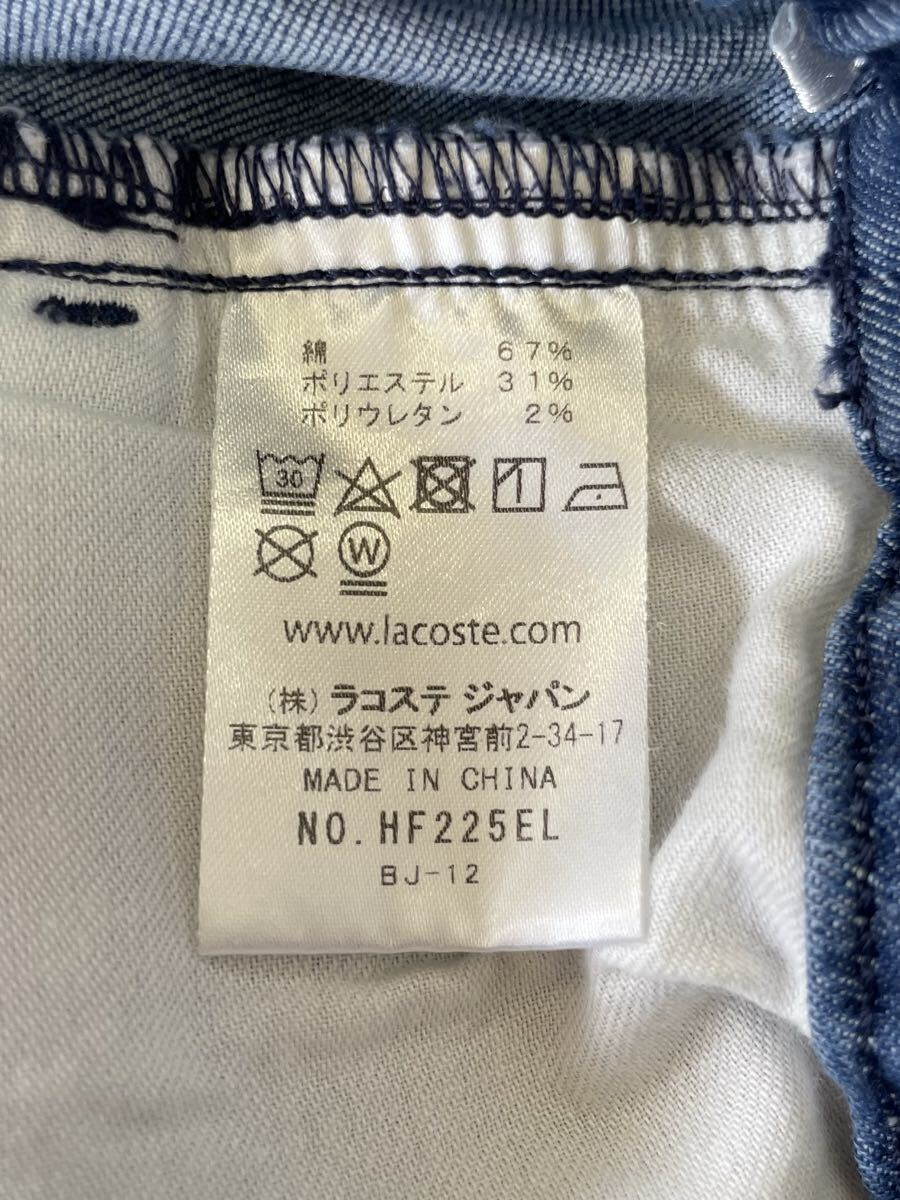 綿 67%
ポリエステル 31%
ポリウレタン 2%
30
W
www.lacoste.com
(株) ラコステ ジャパン
東京都渋谷区神宮前2-34-17
MADE IN CHINA
NO. HF225EL
BJ-12